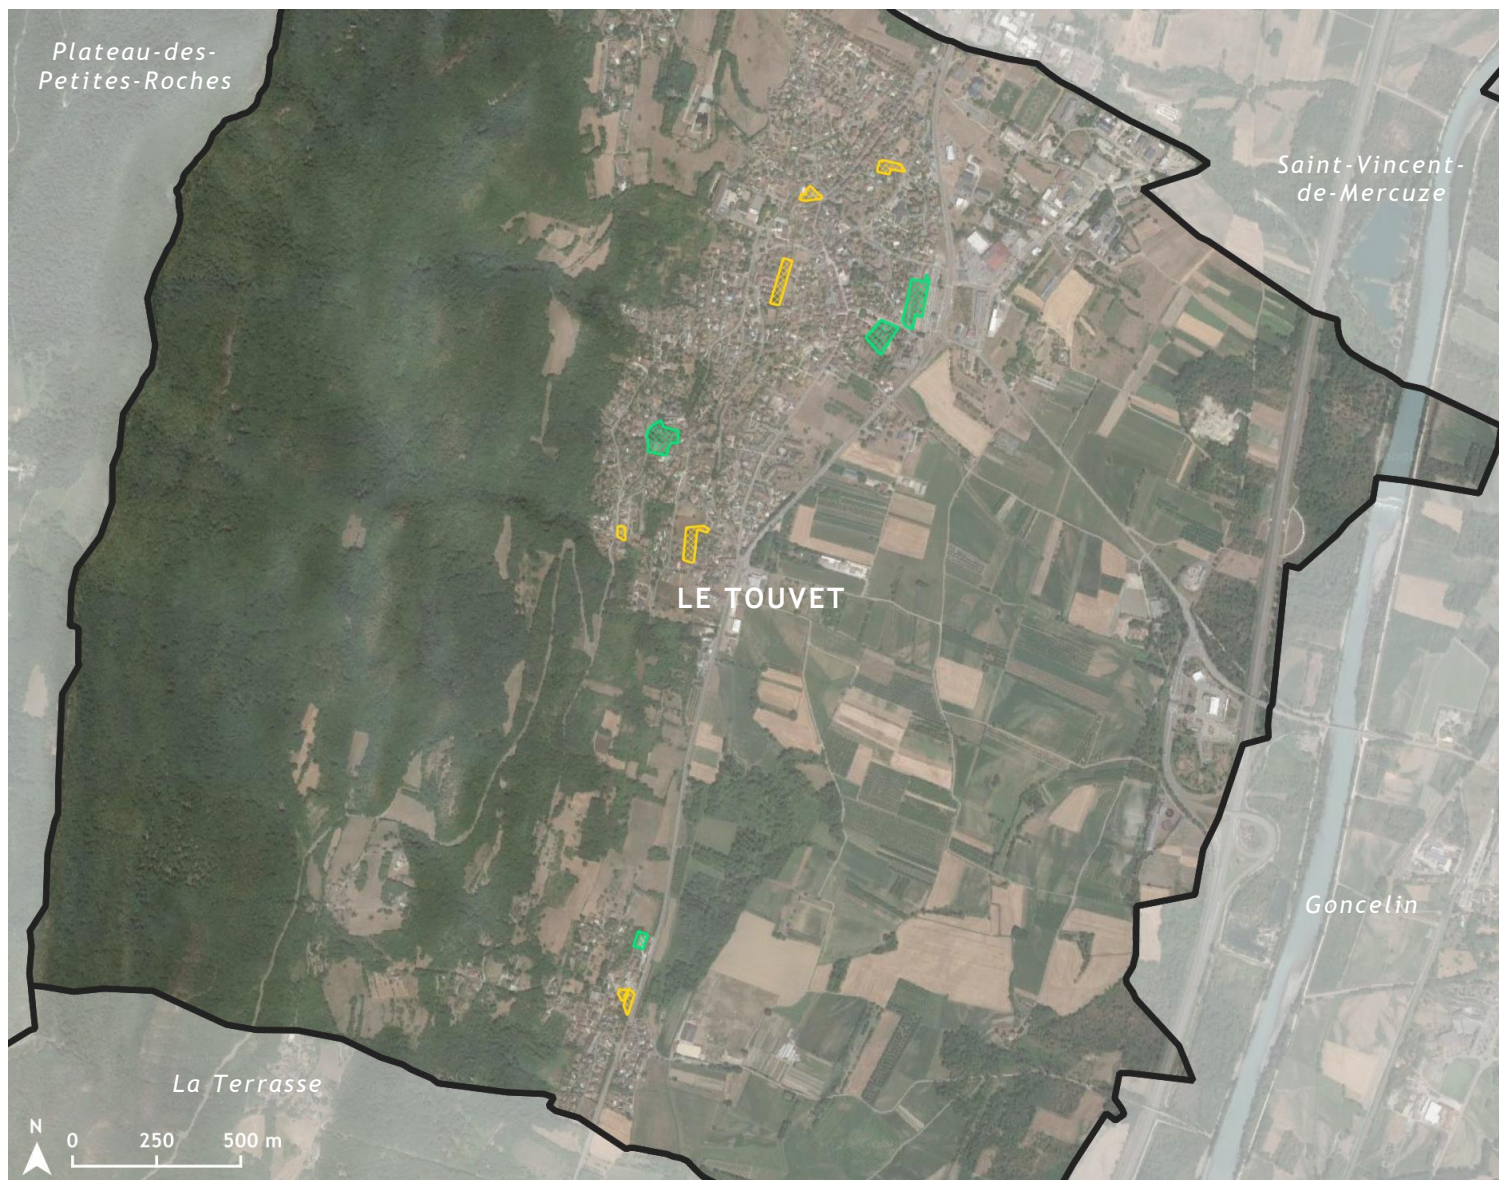 Plateau-des-
Petites-Roches
Saint-Vincent-
de-Mercuze
LE TOUVET
Goncelin
La Terrasse
N
0 250 500 m